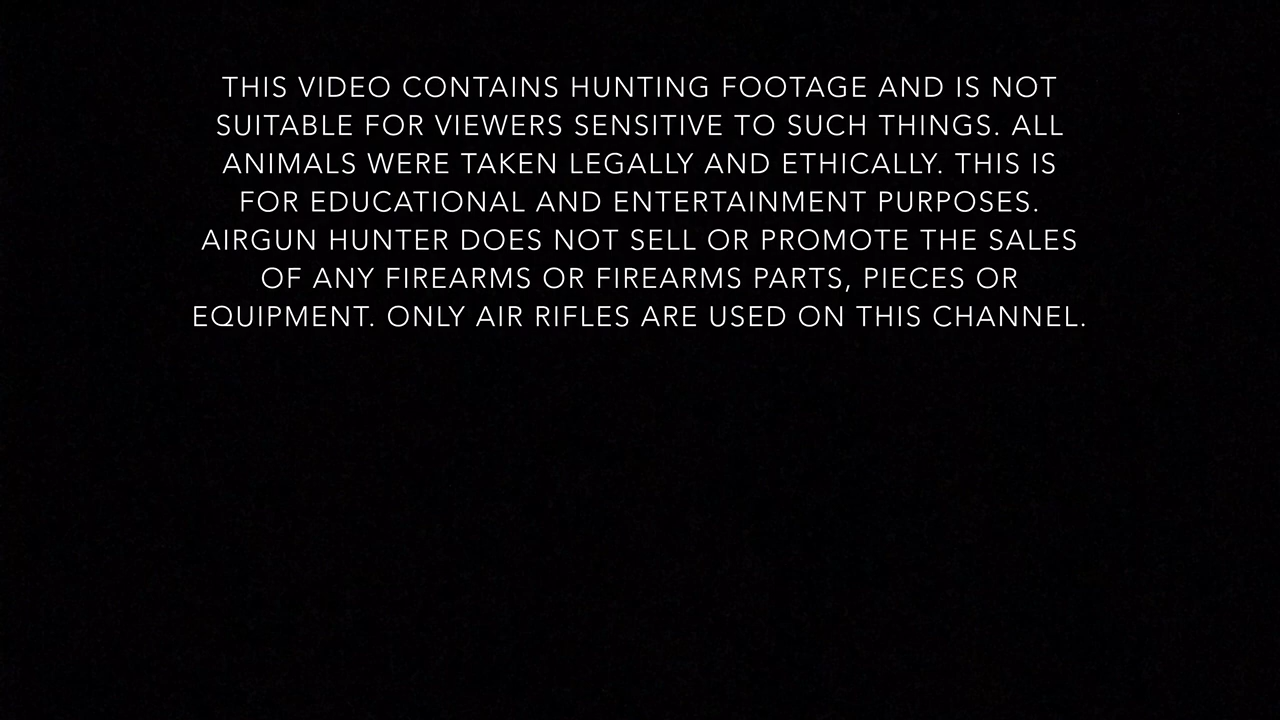 THIS VIDEO CONTAINS HUNTING FOOTAGE AND IS NOT
SUITABLE FOR VIEWERS SENSITIVE TO SUCH THINGS. ALL
ANIMALS WERE TAKEN LEGALLY AND ETHICALLY. THIS IS
FOR EDUCATIONAL AND ENTERTAINMENT PURPOSES.
AIRGUN HUNTER DOES NOT SELL OR PROMOTE THE SALES
OF ANY FIREARMS OR FIREARMS PARTS, PIECES OR
EQUIPMENT. ONLY AIR RIFLES ARE USED ON THIS CHANNEL.